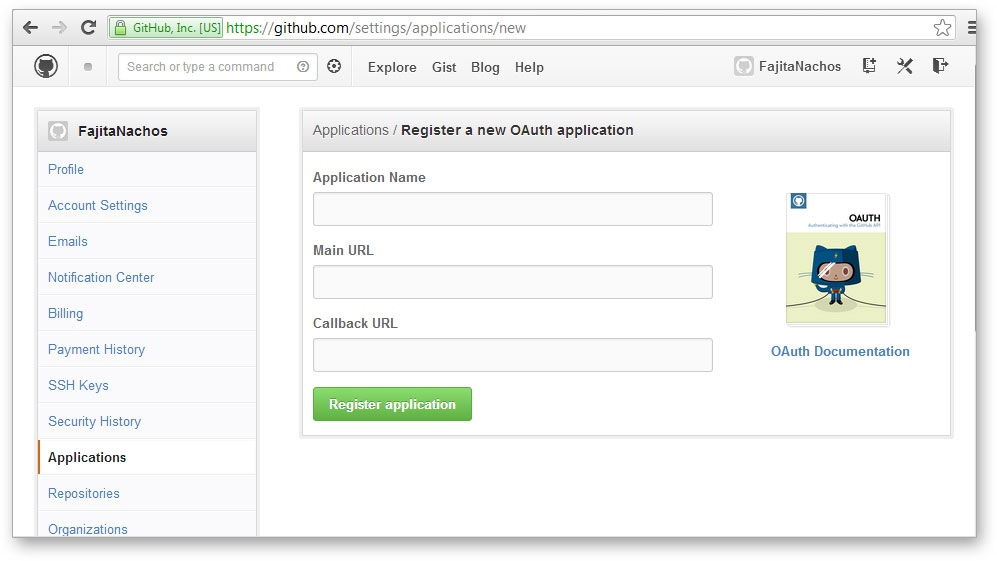 GitHub, Inc. [US] https://github.com/settings/applications/new
Search or type a command Explore Gist Blog Help FajitaNachos
FajitaNachos
Profile
Account Settings
Emails
Notification Center
Billing
Payment History
SSH Keys
Security History
Applications
Repositories
Organizations
Applications / Register a new OAuth application
Application Name
Main URL
Callback URL
Register application
OAUTH
Authenticating with the GitHub API
OAuth Documentation